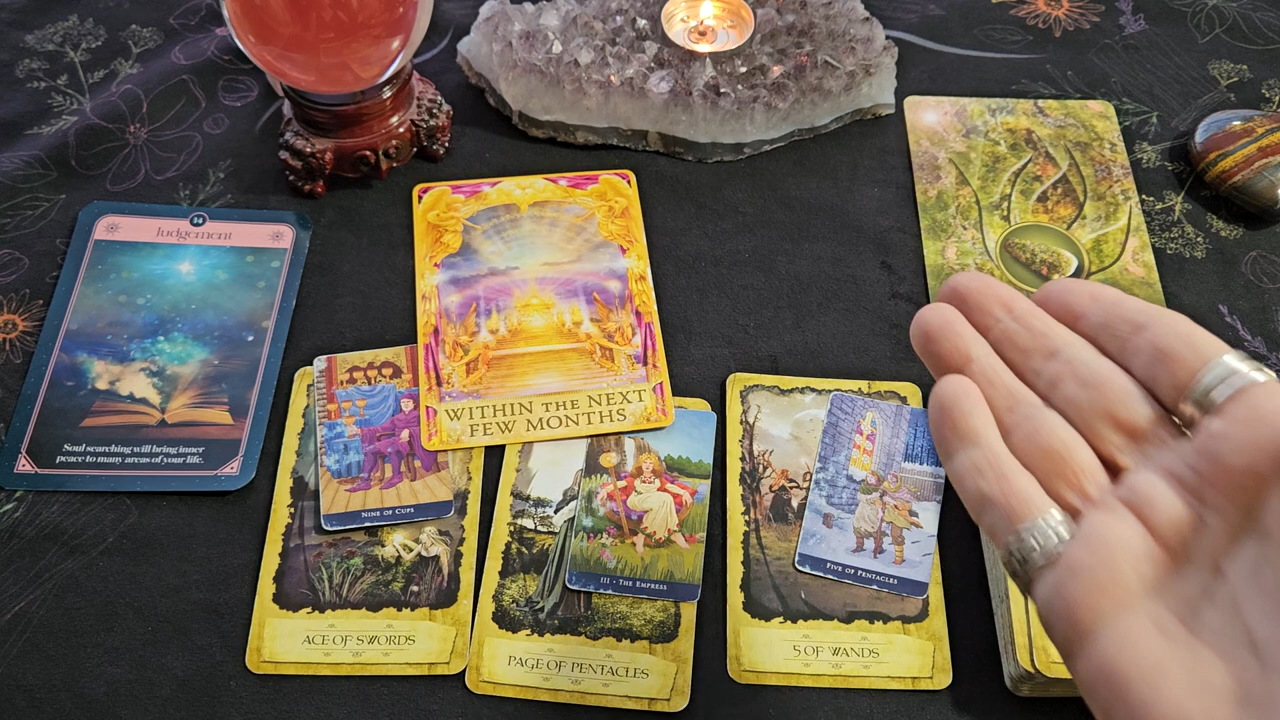 44
Judgement
Soul searching will bring inner
peace to many areas of your life.
WITHIN THE NEXT
FEW MONTHS
NINE OF CUPS
ACE OF SWORDS
III • THE EMPRESS
PAGE OF PENTACLES
FIVE OF PENTACLES
5 OF WANDS